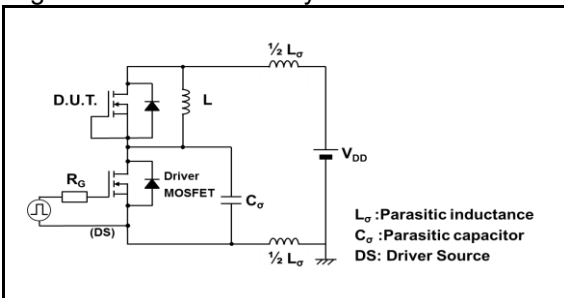 ½ Lσ
D.U.T.
L
VDD
RG
Driver
MOSFET
Cσ
(DS)
Lσ :Parasitic inductance
Cσ :Parasitic capacitor
DS: Driver Source
½ Lσ